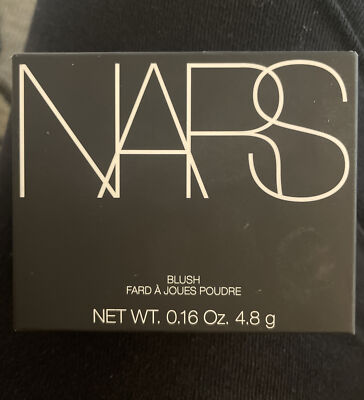 NARS
BLUSH
FARD À JOUES POUDRE
NET WT. 0.16 Oz. 4.8 g